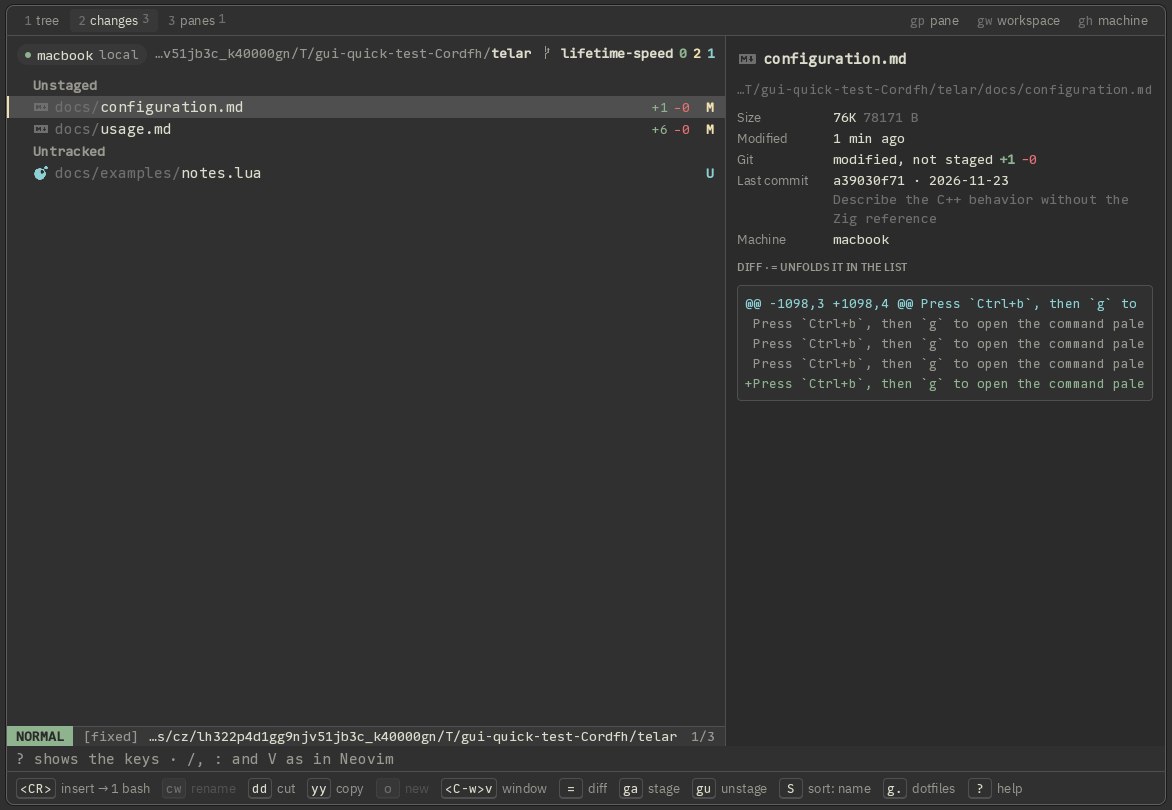 1 tree 2 changes 3 3 panes 1 gp pane gw workspace gh machine
macbook local …v51jb3c_k40000gn/T/gui-quick-test-Cordfh/telar lifetime-speed 0 2 1
Unstaged
docs/configuration.md +1 -0 M
docs/usage.md +6 -0 M
Untracked
docs/examples/notes.lua U
configuration.md
…T/gui-quick-test-Cordfh/telar/docs/configuration.md
Size 76K 78171 B
Modified 1 min ago
Git modified, not staged +1 -0
Last commit a39030f71 · 2026-11-23
Describe the C++ behavior without the
Zig reference
Machine macbook
DIFF · = UNFOLDS IT IN THE LIST
@@ -1098,3 +1098,4 @@ Press `Ctrl+b`, then `g` to
Press `Ctrl+b`, then `g` to open the command pale
Press `Ctrl+b`, then `g` to open the command pale
Press `Ctrl+b`, then `g` to open the command pale
+Press `Ctrl+b`, then `g` to open the command pale
NORMAL [fixed] …s/cz/lh322p4d1gg9njv51jb3c_k40000gn/T/gui-quick-test-Cordfh/telar 1/3
? shows the keys · /, : and V as in Neovim
<CR> insert → 1 bash cw rename dd cut yy copy o new <C-w>v window = diff ga stage gu unstage S sort: name g. dotfiles ? help